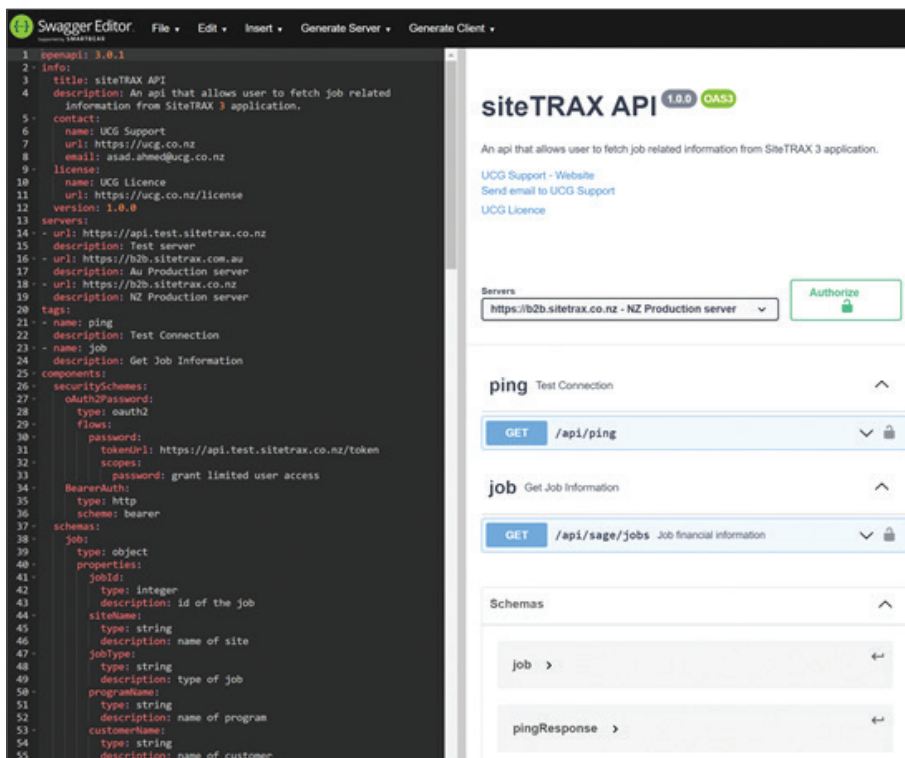 Swagger Editor.
Supported by SMARTBEAR
File Edit Insert Generate Server Generate Client
1 openapi: 3.0.1
2 info:
3 title: siteTRAX API
4 description: An api that allows user to fetch job related
information from SiteTRAX 3 application.
5 contact:
6 name: UCG Support
7 url: https://ucg.co.nz
8 email: asad.ahmed@ucg.co.nz
9 license:
10 name: UCG Licence
11 url: https://ucg.co.nz/license
12 version: 1.0.0
13 servers:
14 - url: https://api.test.sitetrax.co.nz
15 description: Test server
16 - url: https://b2b.sitetrax.com.au
17 description: Au Production server
18 - url: https://b2b.sitetrax.co.nz
19 description: NZ Production server
20 tags:
21 - name: ping
22 description: Test Connection
23 - name: job
24 description: Get Job Information
25 components:
26 securitySchemes:
27 oAuth2Password:
28 type: oauth2
29 flows:
30 password:
31 tokenUrl: https://api.test.sitetrax.co.nz/token
32 scopes:
33 password: grant limited user access
34 BearerAuth:
35 type: http
36 scheme: bearer
37 schemas:
38 job:
39 type: object
40 properties:
41 jobId:
42 type: integer
43 description: id of the job
44 siteName:
45 type: string
46 description: name of site
47 jobType:
48 type: string
49 description: type of job
50 programName:
51 type: string
52 description: name of program
53 customerName:
54 type: string
55 description: name of customer
siteTRAX API 1.0.0 OAS3
An api that allows user to fetch job related information from SiteTRAX 3 application.
UCG Support - Website
Send email to UCG Support
UCG Licence
Servers
https://b2b.sitetrax.co.nz - NZ Production server
Authorize
ping Test Connection
GET /api/ping
job Get Job Information
GET /api/sage/jobs Job financial information
Schemas
job >
pingResponse >